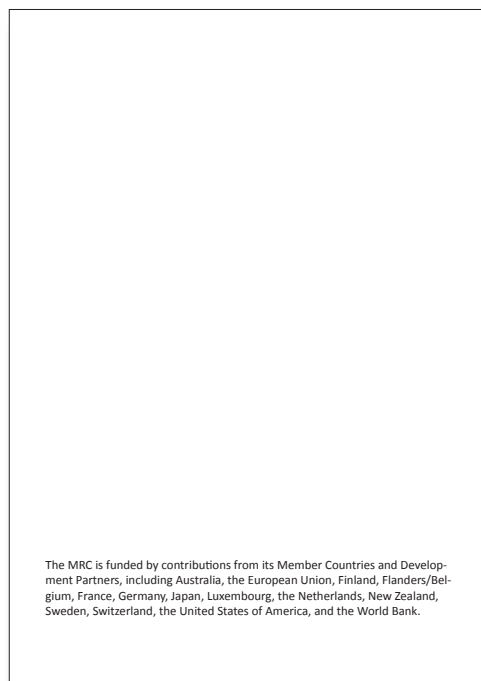 The MRC is funded by contributions from its Member Countries and Develop-
ment Partners, including Australia, the European Union, Finland, Flanders/Bel-
gium, France, Germany, Japan, Luxembourg, the Netherlands, New Zealand,
Sweden, Switzerland, the United States of America, and the World Bank.